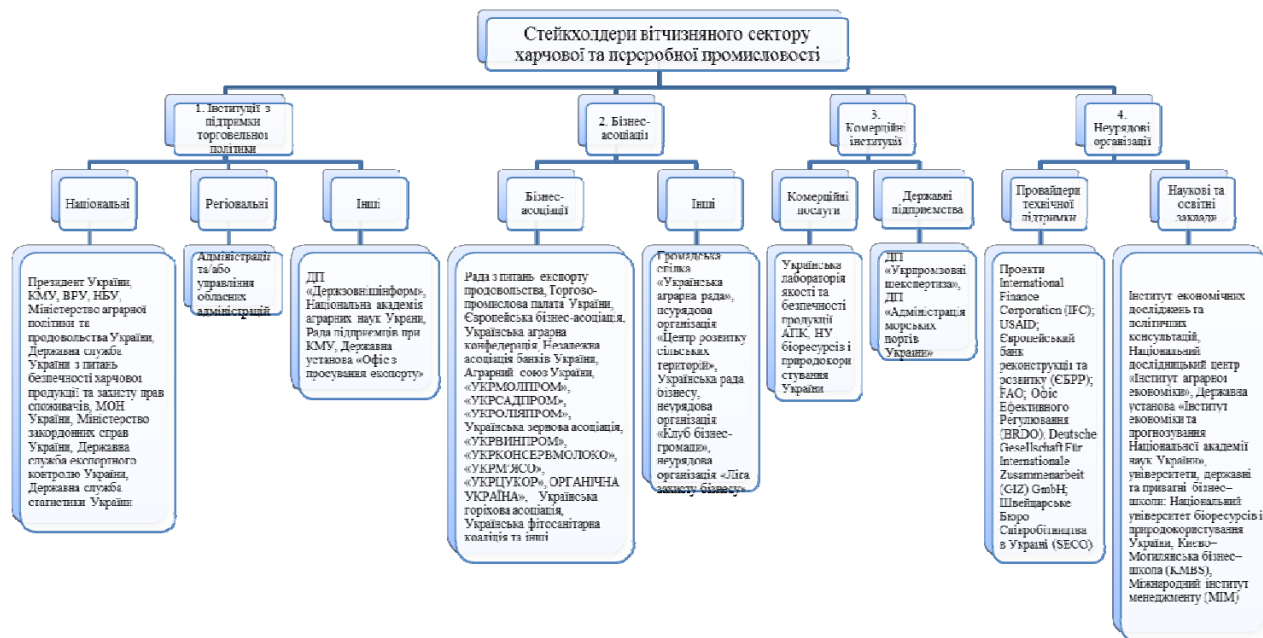 Стейкхолдери вітчизняного сектору
харчової та переробної промисловості
1. Інституції з
підтримки
торговельної
політики
2. Бізнес-
асоціації
3.
Комерційні
інституції
4.
Неурядові
організації
Національні
Регіональні
Інші
Бізнес-
асоціації
Інші
Комерційні
послуги
Державні
підприємства
Провайдери
технічної
підтримки
Наукові та
освітні
заклади
Президент України,
КМУ, ВРУ, НБУ,
Міністерство аграрної
політики та
продовольства України,
Державна служба
України з питань
безпечності харчової
продукції та захисту прав
споживачів, МОН
України, Міністерство
закордонних справ
України, Державна
служба експортного
контролю України,
Державна служба
статистики України
Адміністрації
та/або
управління
обласних
адміністрацій
ДП
«Держзовнішінформ»,
Національна академія
аграрних наук Украни,
Рада підприємців при
КМУ, Державна
установа «Офіс з
просування експорту»
Рада з питань експорту
продовольства, Торгово-
промислова палата України,
Європейська бізнес-асоціація,
Українська аграрна
конфедерація, Незалежна
асоціація банків України,
Аграрний союз України,
«УКРМОЛПРОМ»,
«УКРСАДПРОМ»,
«УКРОЛІЯПРОМ»,
Українська зернова асоціація,
«УКРВИНПРОМ»,
«УКРКОНСЕРВМОЛОКО»,
«УКРМ'ЯСО»,
«УКРЦУКОР», ОРГАНІЧНА
УКРАЇНА», Українська
горіхова асоціація,
Українська фітосанітарна
коаліція та інші
Громадська
спілка
«Українська
аграрна рада»,
неурядова
організація
«Центр розвитку
сільських
територій»,
Українська рада
бізнесу,
неурядова
організація
«Клуб бізнес-
громади»,
неурядова
організація «Ліга
захисту бізнесу»
Українська
лабораторія
якості та
безпечності
продукції
АПК, НУ
біоресурсів і
природокори
стування
України
ДП
«Укрпромзовні
шекспертиза»,
ДП
«Адміністрація
морських
портів
України»
Проекти
International
Finance
Corporation (IFC);
USAID;
Європейський
банк
реконструкції та
розвитку (ЄБРР);
FAO; Офіс
Ефективного
Регулювання
(BRDO); Deutsche
Gesellschaft Für
Internationale
Zusammenarbeit
(GIZ) GmbH;
Швейцарське
Бюро
Співробітництва
в Україні (SECO)
Інститут економічних
досліджень та
політичних
консультацій,
Національний
дослідницький центр
«Інститут аграрної
економіки», Державна
установа «Інститут
економіки та
прогнозування
Національної академії
наук України»,
університети, державні
та приватні бізнес–
школи: Національний
університет біоресурсів і
природокористування
України, Києво–
Могилянська бізнес–
школа (KMBS),
Міжнародний інститут
менеджменту (МІМ)